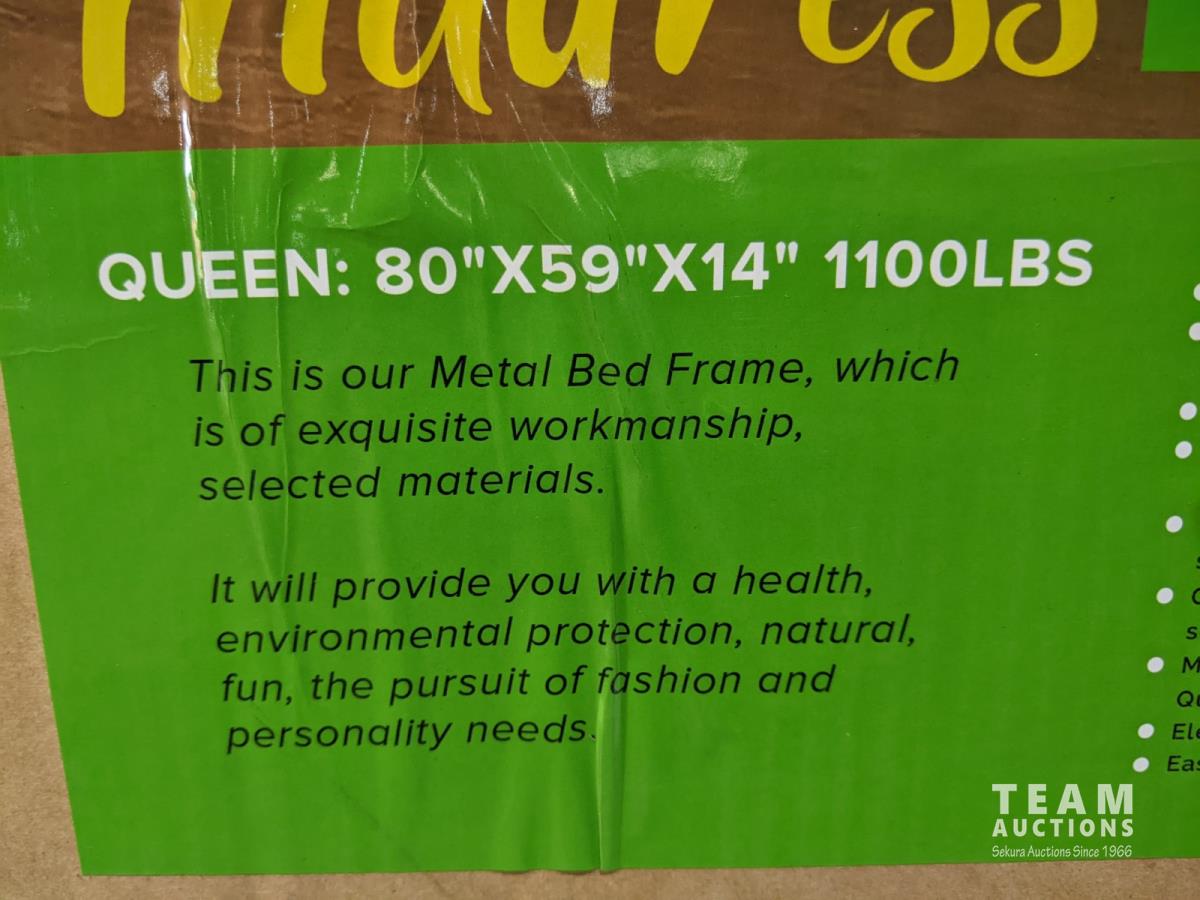 QUEEN: 80"X59"X14" 1100LBS
This is our Metal Bed Frame, which
is of exquisite workmanship,
selected materials.
It will provide you with a health,
environmental protection, natural,
fun, the pursuit of fashion and
personality needs.
TEAM
AUCTIONS
Sekura Auctions Since 1966